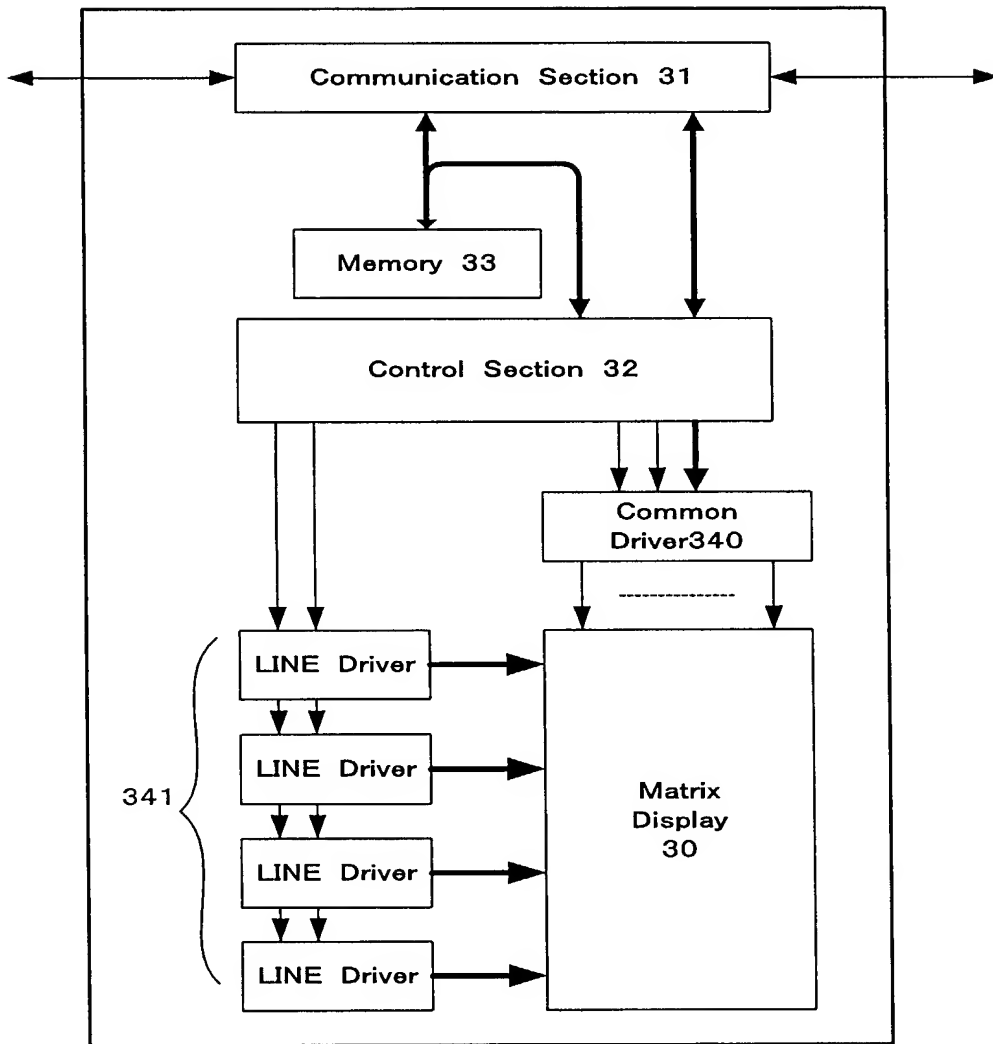 Communication Section 31
Memory 33
Control Section 32
Common
Driver340
LINE Driver
LINE Driver
LINE Driver
LINE Driver
341
Matrix
Display
30